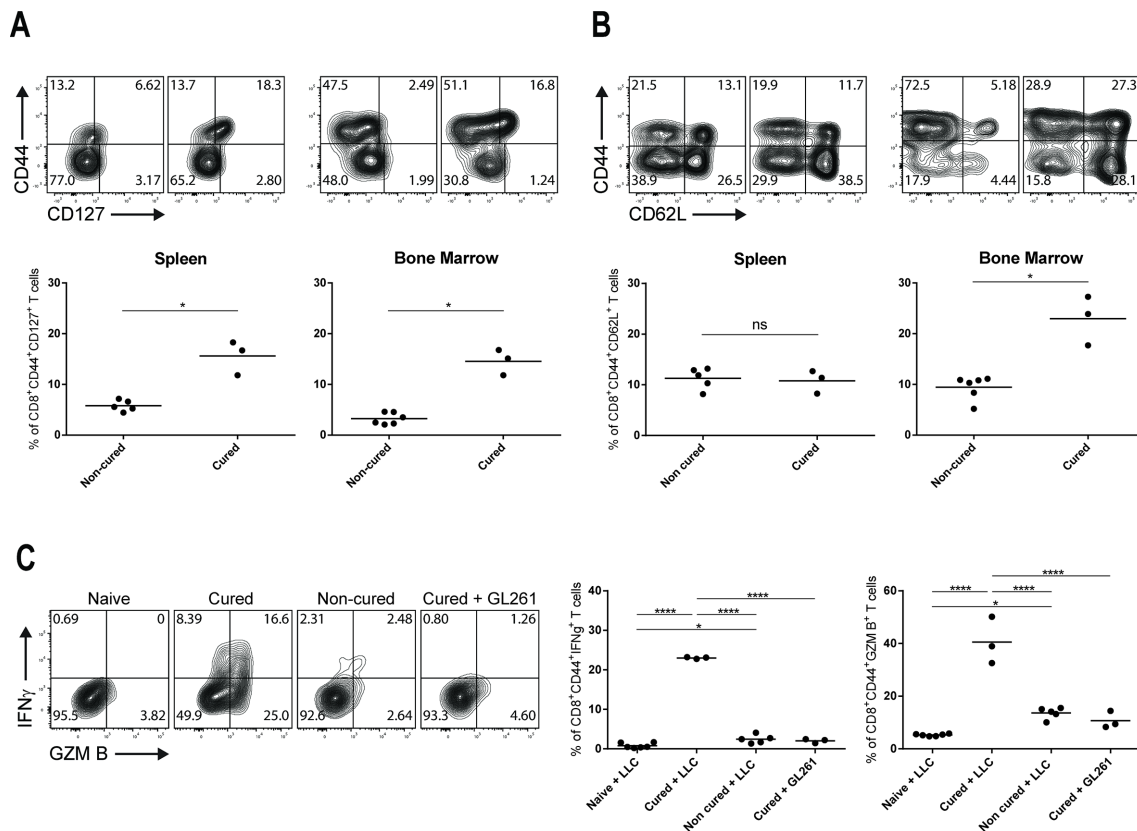 A
B
13.2 6.62 13.7 18.3 47.5 2.49 51.1 16.8
77.0 3.17 65.2 2.80 48.0 1.99 30.8 1.24
CD44
CD127
21.5 13.1 19.9 11.7 72.5 5.18 28.9 27.3
38.9 26.5 29.9 38.5 17.9 4.44 15.8 28.1
CD44
CD62L
Spleen
% of CD8+CD44+CD127+ T cells
30
20
10
0
*
Non-cured Cured
Bone Marrow
30
20
10
0
*
Non-cured Cured
Spleen
% of CD8+CD44+CD62L+ T cells
30
20
10
0
ns
Non cured Cured
Bone Marrow
30
20
10
0
*
Non-cured Cured
C
Naive Cured Non-cured Cured + GL261
0.69 0 8.39 16.6 2.31 2.48 0.80 1.26
95.5 3.82 49.9 25.0 92.6 2.64 93.3 4.60
IFNγ
GZM B
% of CD8+CD44+IFNg+ T cells
40
30
20
10
0
****
**** ****
*
Naive + LLC Cured + LLC Non cured + LLC Cured + GL261
% of CD8+CD44+GZM B+ T cells
60
40
20
0
****
**** ****
*
Naive + LLC Cured + LLC Non cured + LLC Cured + GL261